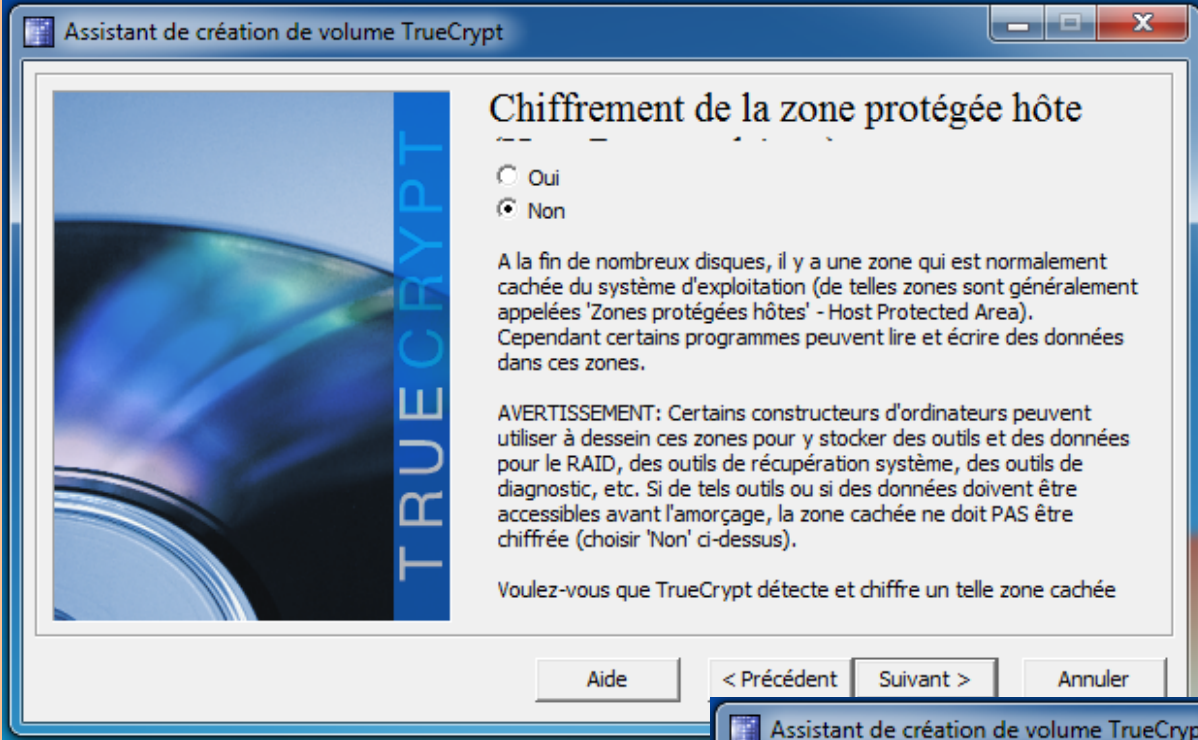 Assistant de création de volume TrueCrypt
TRUECRYPT
Chiffrement de la zone protégée hôte
Oui
Non
A la fin de nombreux disques, il y a une zone qui est normalement
cachée du système d'exploitation (de telles zones sont généralement
appelées 'Zones protégées hôtes' - Host Protected Area).
Cependant certains programmes peuvent lire et écrire des données
dans ces zones.
AVERTISSEMENT: Certains constructeurs d'ordinateurs peuvent
utiliser à dessein ces zones pour y stocker des outils et des données
pour le RAID, des outils de récupération système, des outils de
diagnostic, etc. Si de tels outils ou si des données doivent être
accessibles avant l'amorçage, la zone cachée ne doit PAS être
chiffrée (choisir 'Non' ci-dessus).
Voulez-vous que TrueCrypt détecte et chiffre un telle zone cachée
Aide
< Précédent
Suivant >
Annuler
Assistant de création de volume TrueCryp